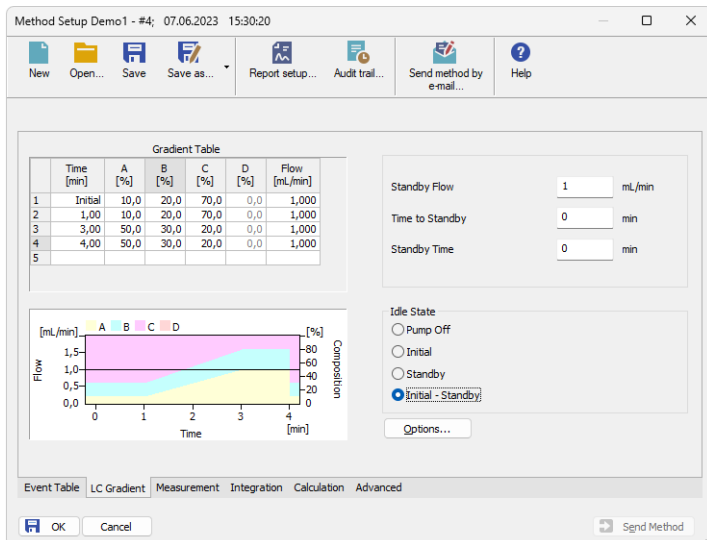 Method Setup Demo1 - #4; 07.06.2023 15:30:20
New Open... Save Save as... Report setup... Audit trail... Send method by e-mail... Help
Gradient Table
Time [min] A [%] B [%] C [%] D [%] Flow [mL/min]
1 Initial 10,0 20,0 70,0 0,0 1,000
2 1,00 10,0 20,0 70,0 0,0 1,000
3 3,00 50,0 30,0 20,0 0,0 1,000
4 4,00 50,0 30,0 20,0 0,0 1,000
5
Standby Flow 1 mL/min
Time to Standby 0 min
Standby Time 0 min
[mL/min] A B C D [%]
Flow
1,5
1,0
0,5
0,0
80
60
40
20
0
Composition
0 1 2 3 4
Time [min]
Idle State
Pump Off
Initial
Standby
Initial - Standby
Options...
Event Table LC Gradient Measurement Integration Calculation Advanced
OK Cancel Send Method